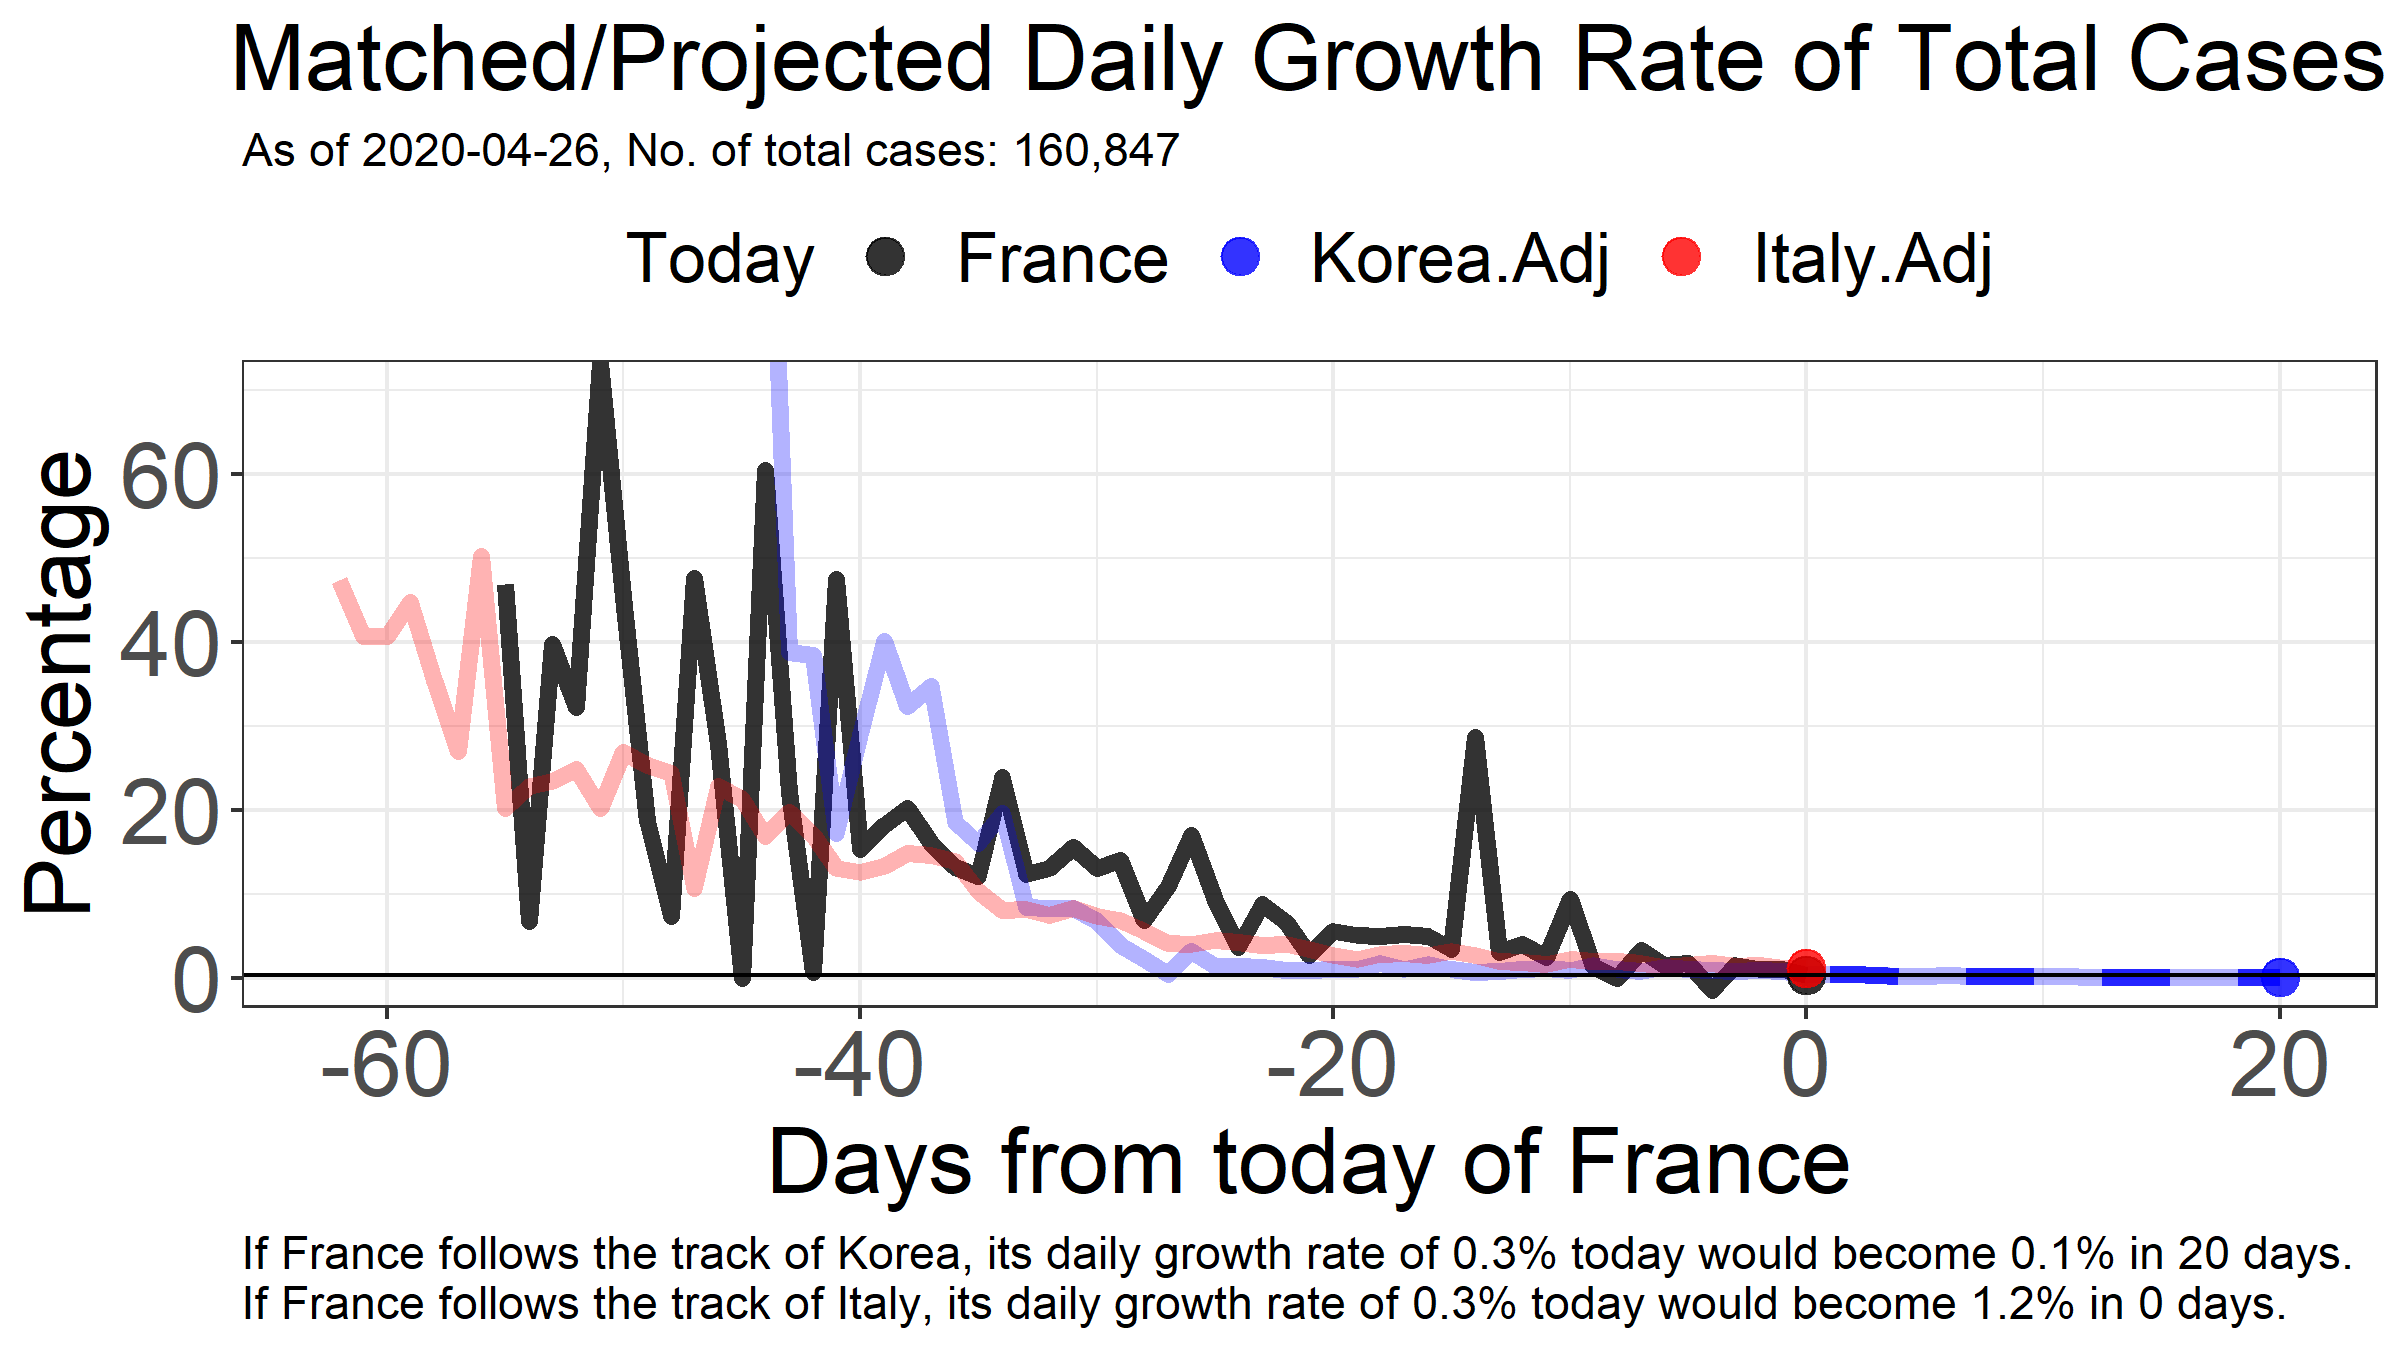 Matched/Projected Daily Growth Rate of Total Cases
As of 2020-04-26, No. of total cases: 160,847
Today France Korea.Adj Italy.Adj
Percentage
60
40
20
0
-60 -40 -20 0 20
Days from today of France
If France follows the track of Korea, its daily growth rate of 0.3% today would become 0.1% in 20 days.
If France follows the track of Italy, its daily growth rate of 0.3% today would become 1.2% in 0 days.